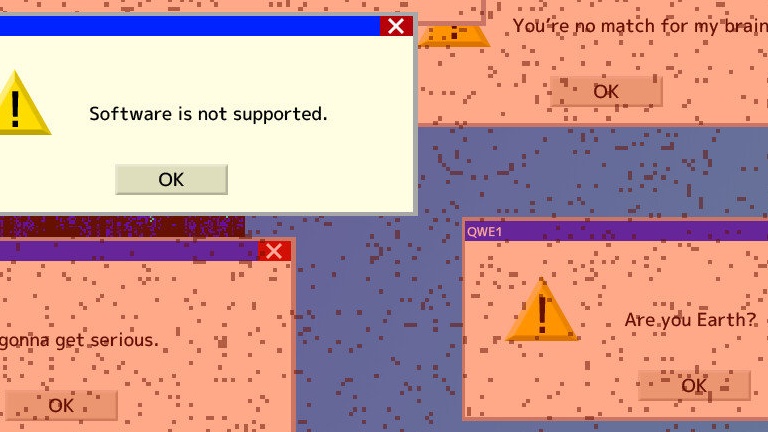 You're no match for my brain
OK
Software is not supported.
OK
QWE1
Are you Earth?
OK
gonna get serious.
OK